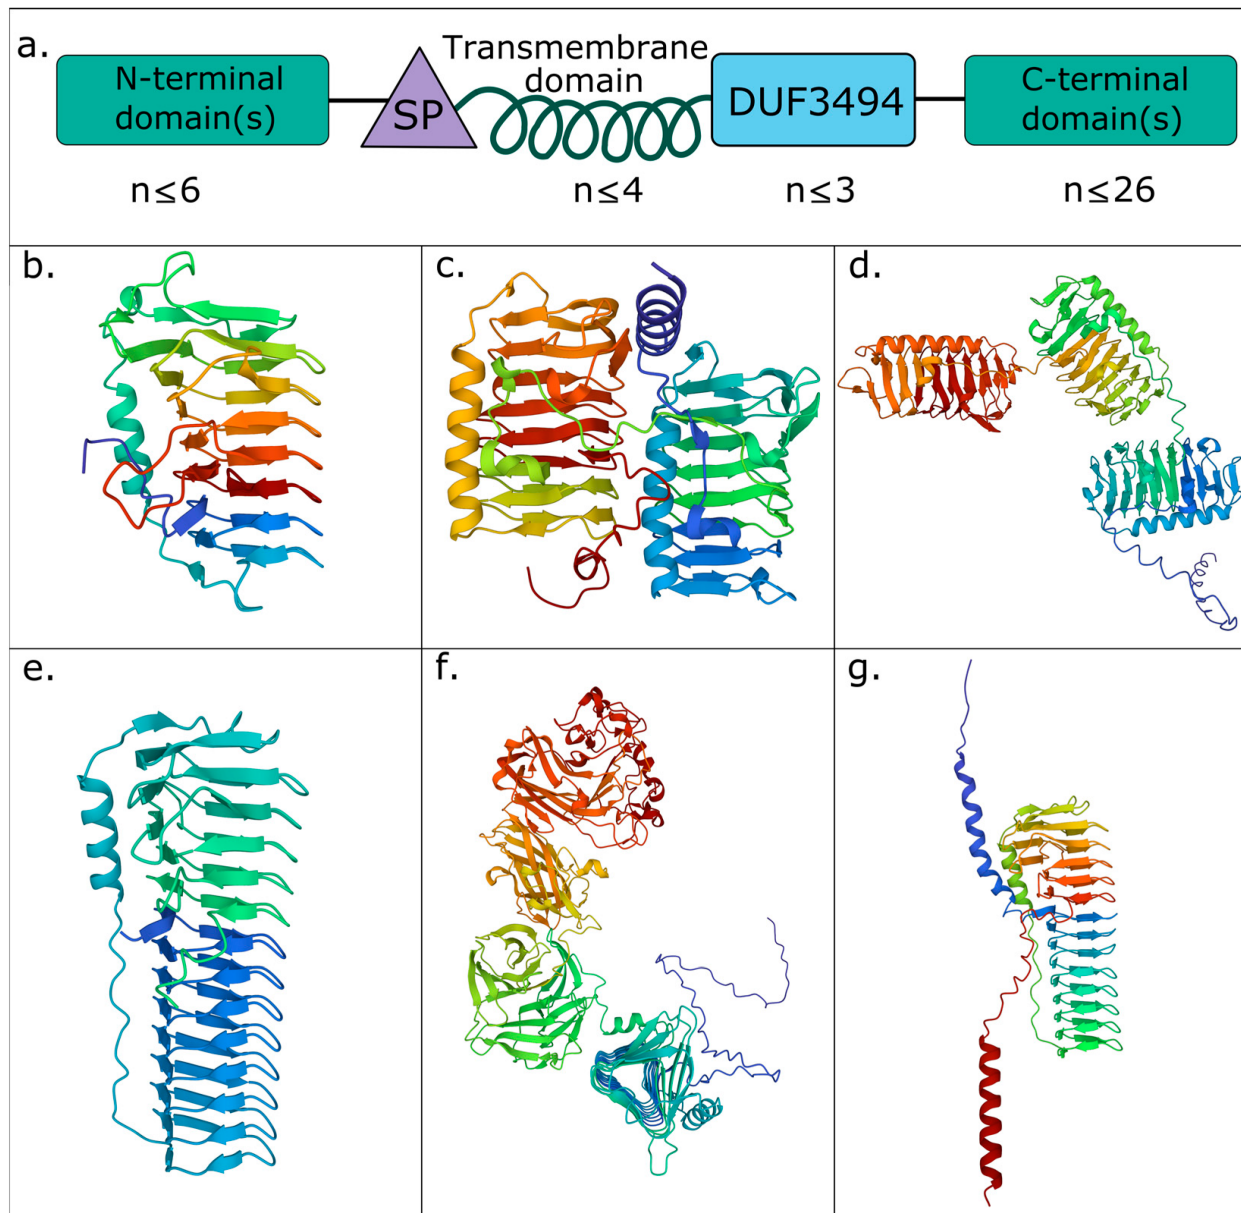 a.
N-terminal
domain(s)
SP
Transmembrane
domain
DUF3494
C-terminal
domain(s)
n≤6
n≤4
n≤3
n≤26
b.
c.
d.
e.
f.
g.